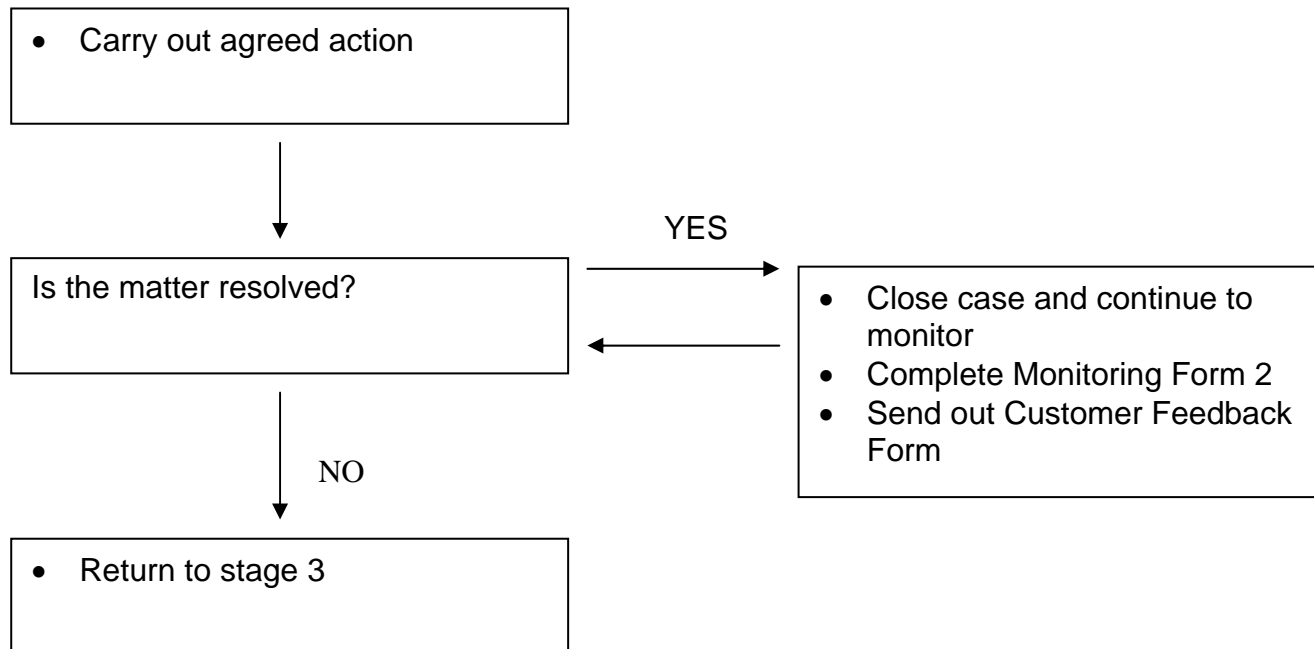 • Carry out agreed action
YES
Is the matter resolved?
• Close case and continue to
monitor
• Complete Monitoring Form 2
• Send out Customer Feedback
Form
NO
• Return to stage 3